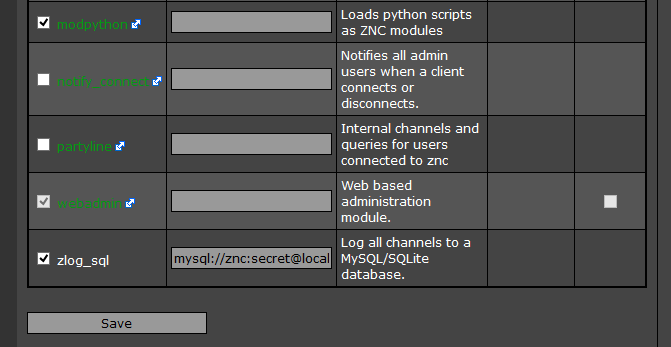 modpython
Loads python scripts
as ZNC modules
notify_connect
Notifies all admin
users when a client
connects or
disconnects.
partyline
Internal channels and
queries for users
connected to znc
webadmin
Web based
administration
module.
zlog_sql
mysql://znc:secret@local
Log all channels to a
MySQL/SQLite
database.
Save